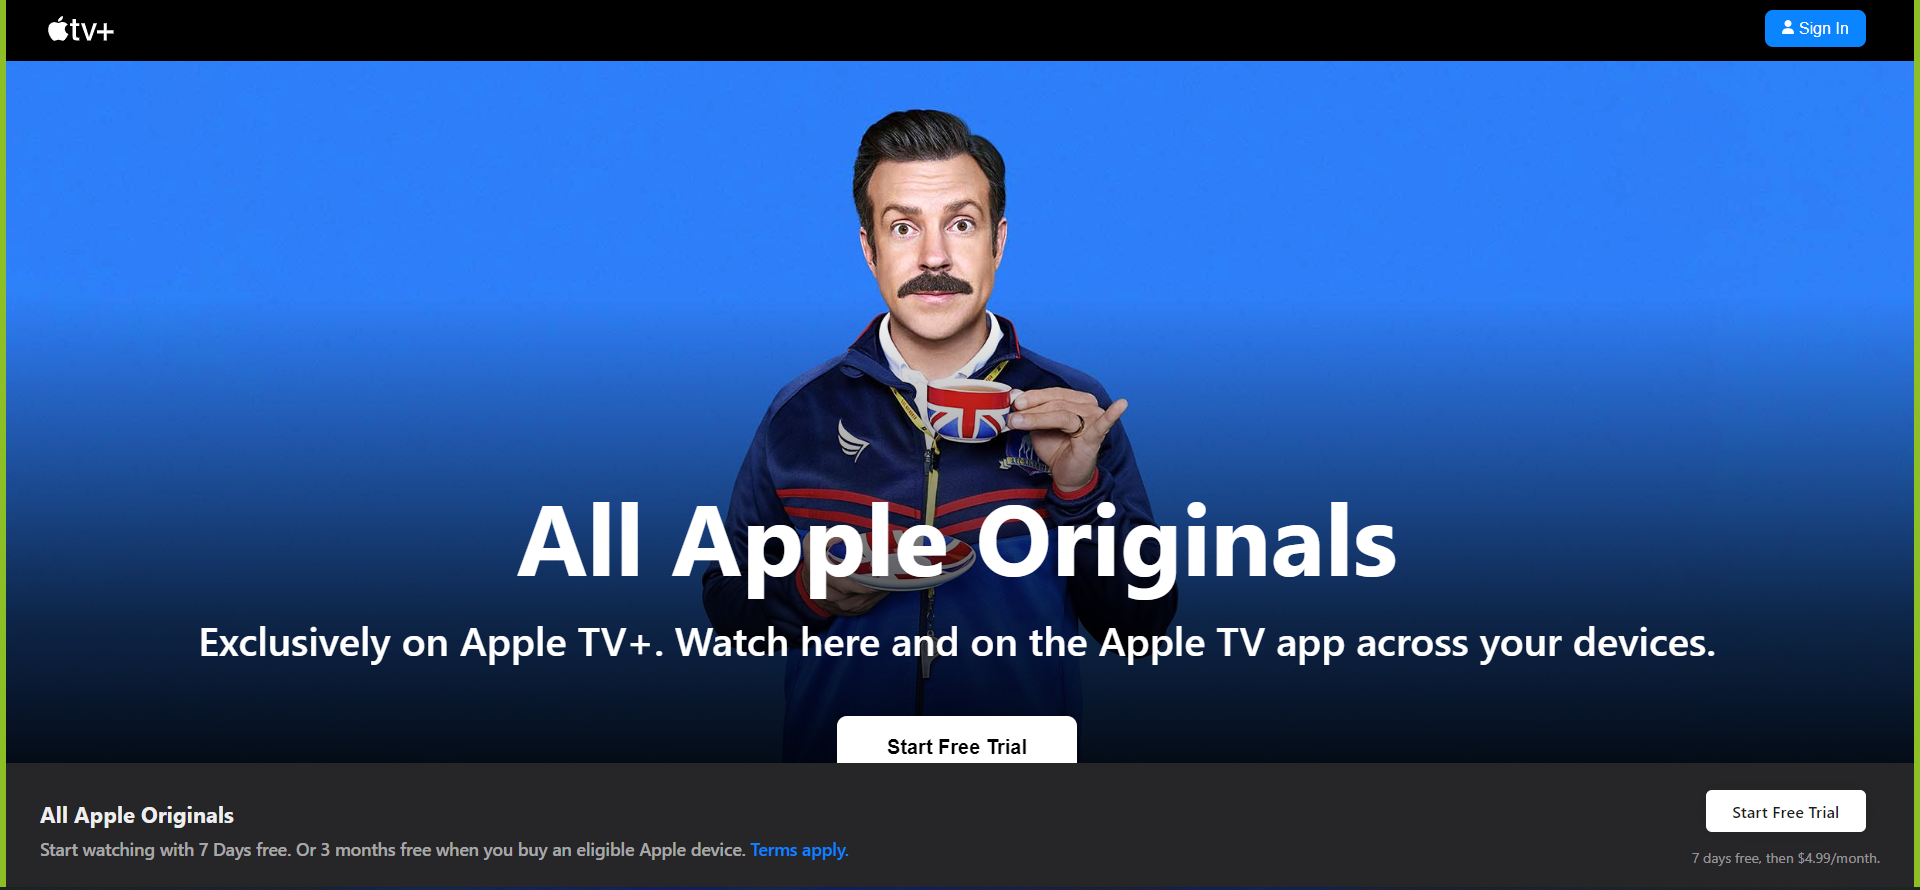 tv+
Sign In
All Apple Originals
Exclusively on Apple TV+. Watch here and on the Apple TV app across your devices.
Start Free Trial
All Apple Originals
Start watching with 7 Days free. Or 3 months free when you buy an eligible Apple device. Terms apply.
Start Free Trial
7 days free, then $4.99/month.